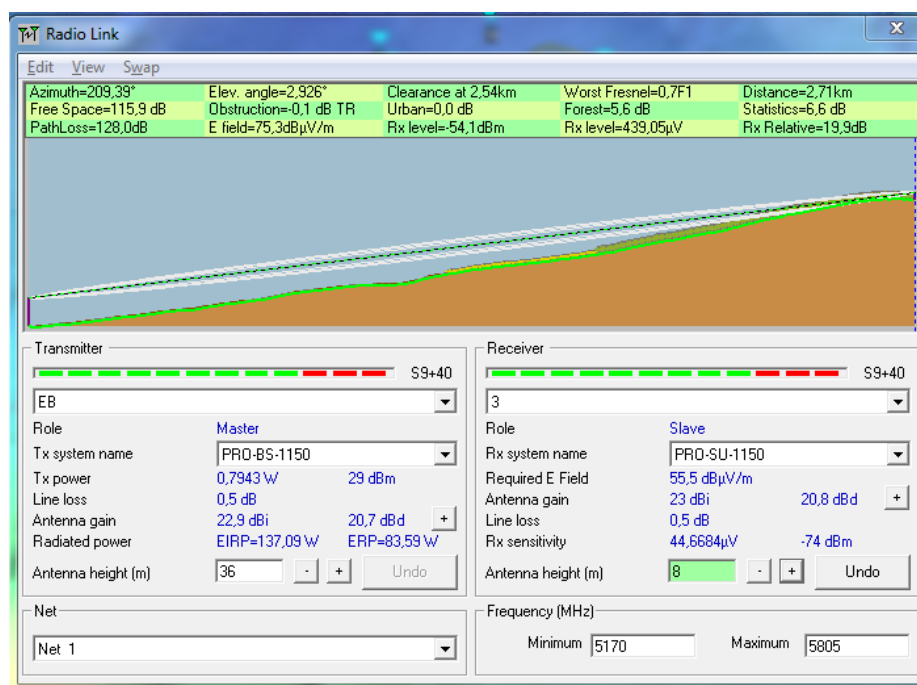 Radio Link
Edit View Swap
Azimuth=209,39° Elev. angle=2,926° Clearance at 2,54km Worst Fresnel=0,7F1 Distance=2,71km
Free Space=115,9 dB Obstruction=-0,1 dB TR Urban=0,0 dB Forest=5,6 dB Statistics=6,6 dB
PathLoss=128,0dB E field=75,3dBµV/m Rx level=-54,1dBm Rx level=439,05µV Rx Relative=19,9dB
Transmitter
S9+40
EB
Role Master
Tx system name PRO-BS-1150
Tx power 0,7943 W 29 dBm
Line loss 0,5 dB
Antenna gain 22,9 dBi 20,7 dBd +
Radiated power EIRP=137,09 W ERP=83,59 W
Antenna height (m) 36 - + Undo
Receiver
S9+40
3
Role Slave
Rx system name PRO-SU-1150
Required E Field 55,5 dBµV/m
Antenna gain 23 dBi 20,8 dBd +
Line loss 0,5 dB
Rx sensitivity 44,6684µV -74 dBm
Antenna height (m) 8 - + Undo
Net
Net 1
Frequency (MHz)
Minimum 5170 Maximum 5805